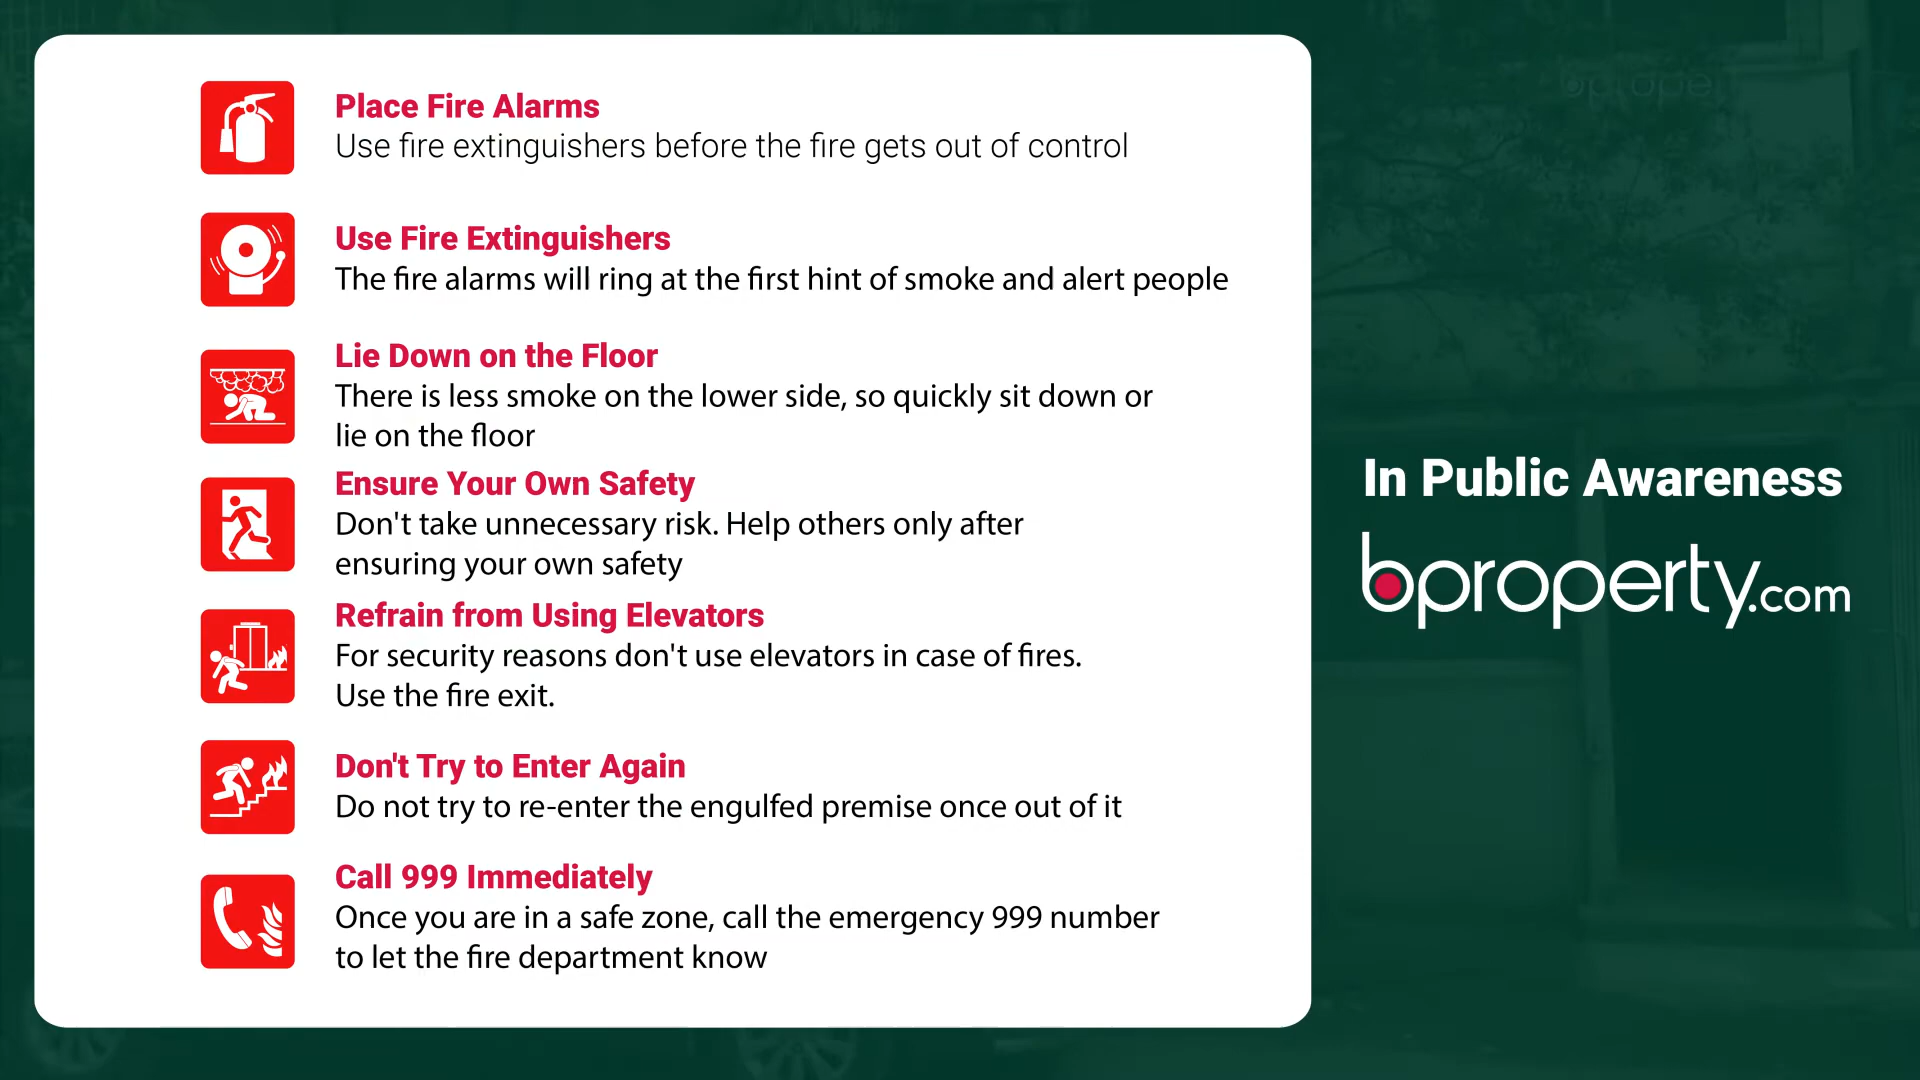 Place Fire Alarms
Use fire extinguishers before the fire gets out of control
Use Fire Extinguishers
The fire alarms will ring at the first hint of smoke and alert people
Lie Down on the Floor
There is less smoke on the lower side, so quickly sit down or
lie on the floor
Ensure Your Own Safety
Don't take unnecessary risk. Help others only after
ensuring your own safety
Refrain from Using Elevators
For security reasons don't use elevators in case of fires.
Use the fire exit.
Don't Try to Enter Again
Do not try to re-enter the engulfed premise once out of it
Call 999 Immediately
Once you are in a safe zone, call the emergency 999 number
to let the fire department know
In Public Awareness
bproperty.com
bproperty